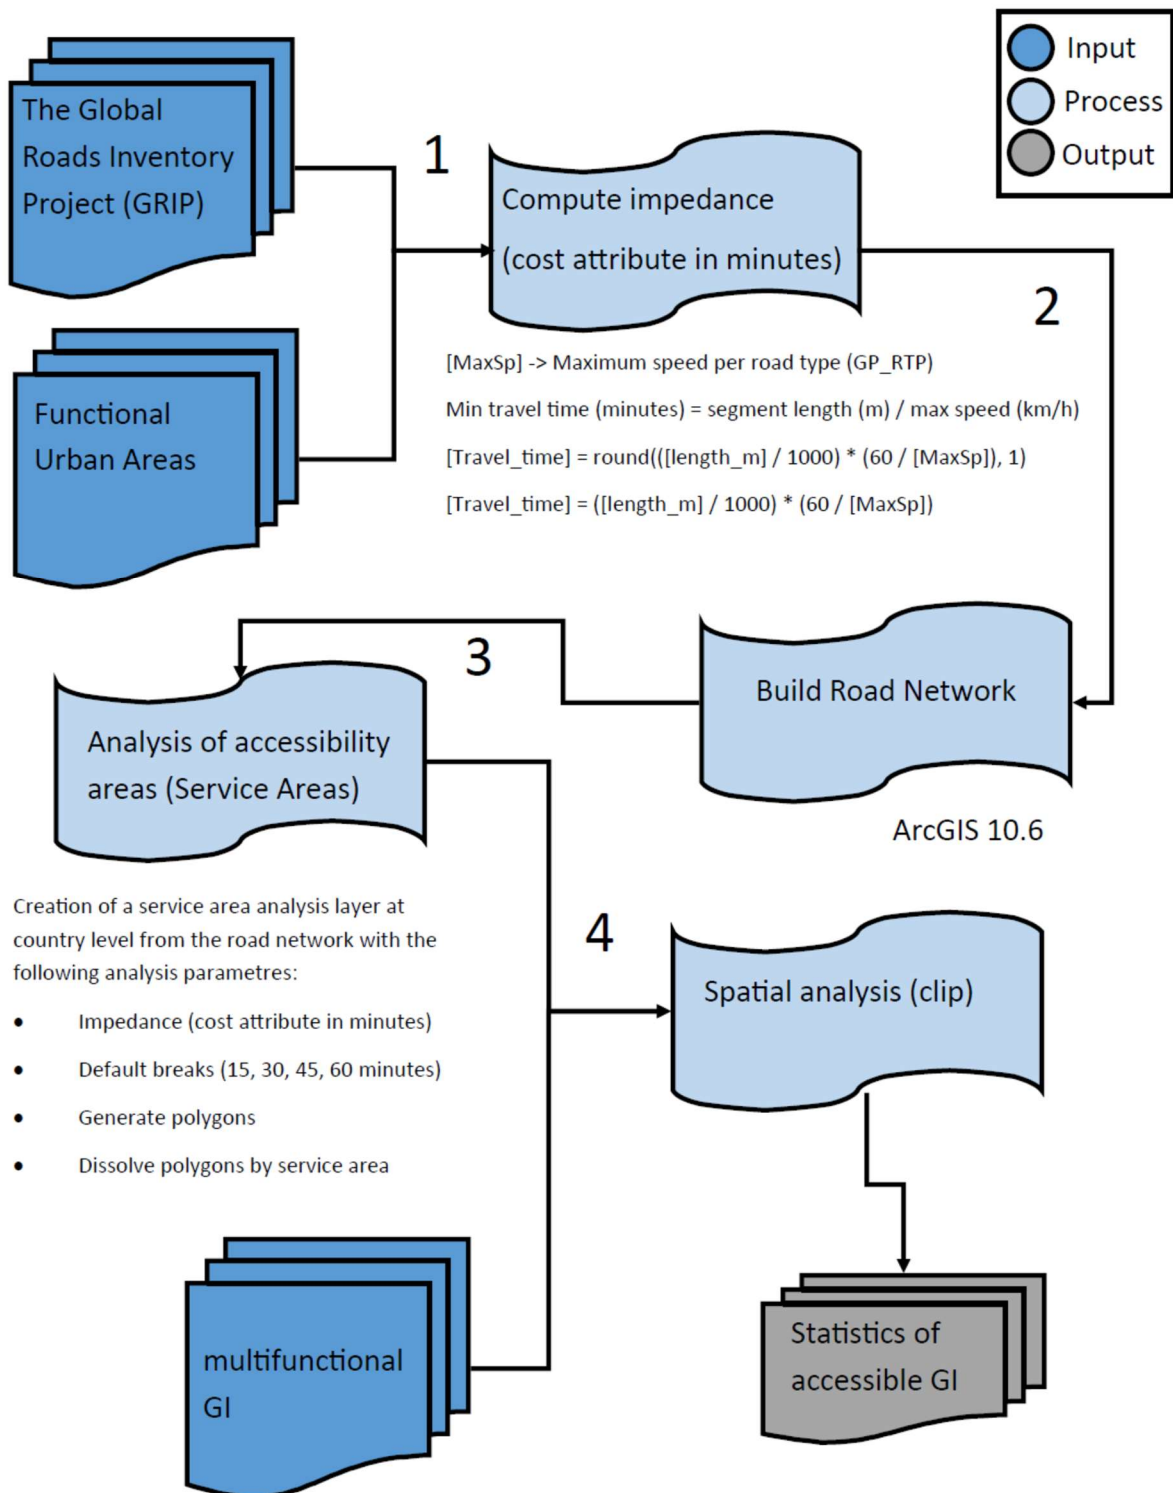 Input
Process
Output
The Global
Roads Inventory
Project (GRIP)
1
Compute impedance
(cost attribute in minutes)
2
Functional
Urban Areas
[MaxSp] -> Maximum speed per road type (GP_RTP)
Min travel time (minutes) = segment length (m) / max speed (km/h)
[Travel_time] = round(([length_m] / 1000) * (60 / [MaxSp]), 1)
[Travel_time] = ([length_m] / 1000) * (60 / [MaxSp])
3
Build Road Network
ArcGIS 10.6
Analysis of accessibility
areas (Service Areas)
Creation of a service area analysis layer at
country level from the road network with the
following analysis parametres:
• Impedance (cost attribute in minutes)
• Default breaks (15, 30, 45, 60 minutes)
• Generate polygons
• Dissolve polygons by service area
4
Spatial analysis (clip)
multifunctional
GI
Statistics of
accessible GI